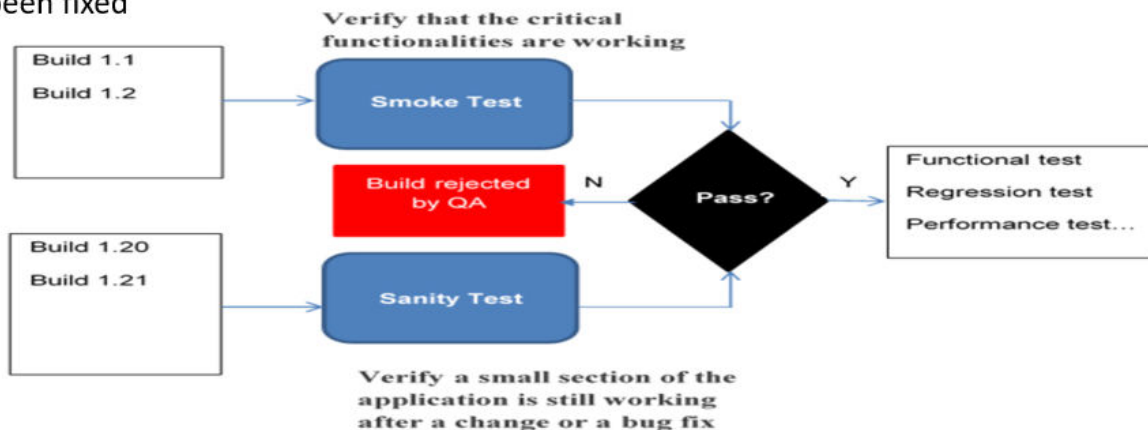 been fixed
Verify that the critical
functionalities are working
Build 1.1
Build 1.2
Smoke Test
Build rejected
by QA
N
Pass?
Y
Functional test
Regression test
Performance test...
Build 1.20
Build 1.21
Sanity Test
Verify a small section of the
application is still working
after a change or a bug fix